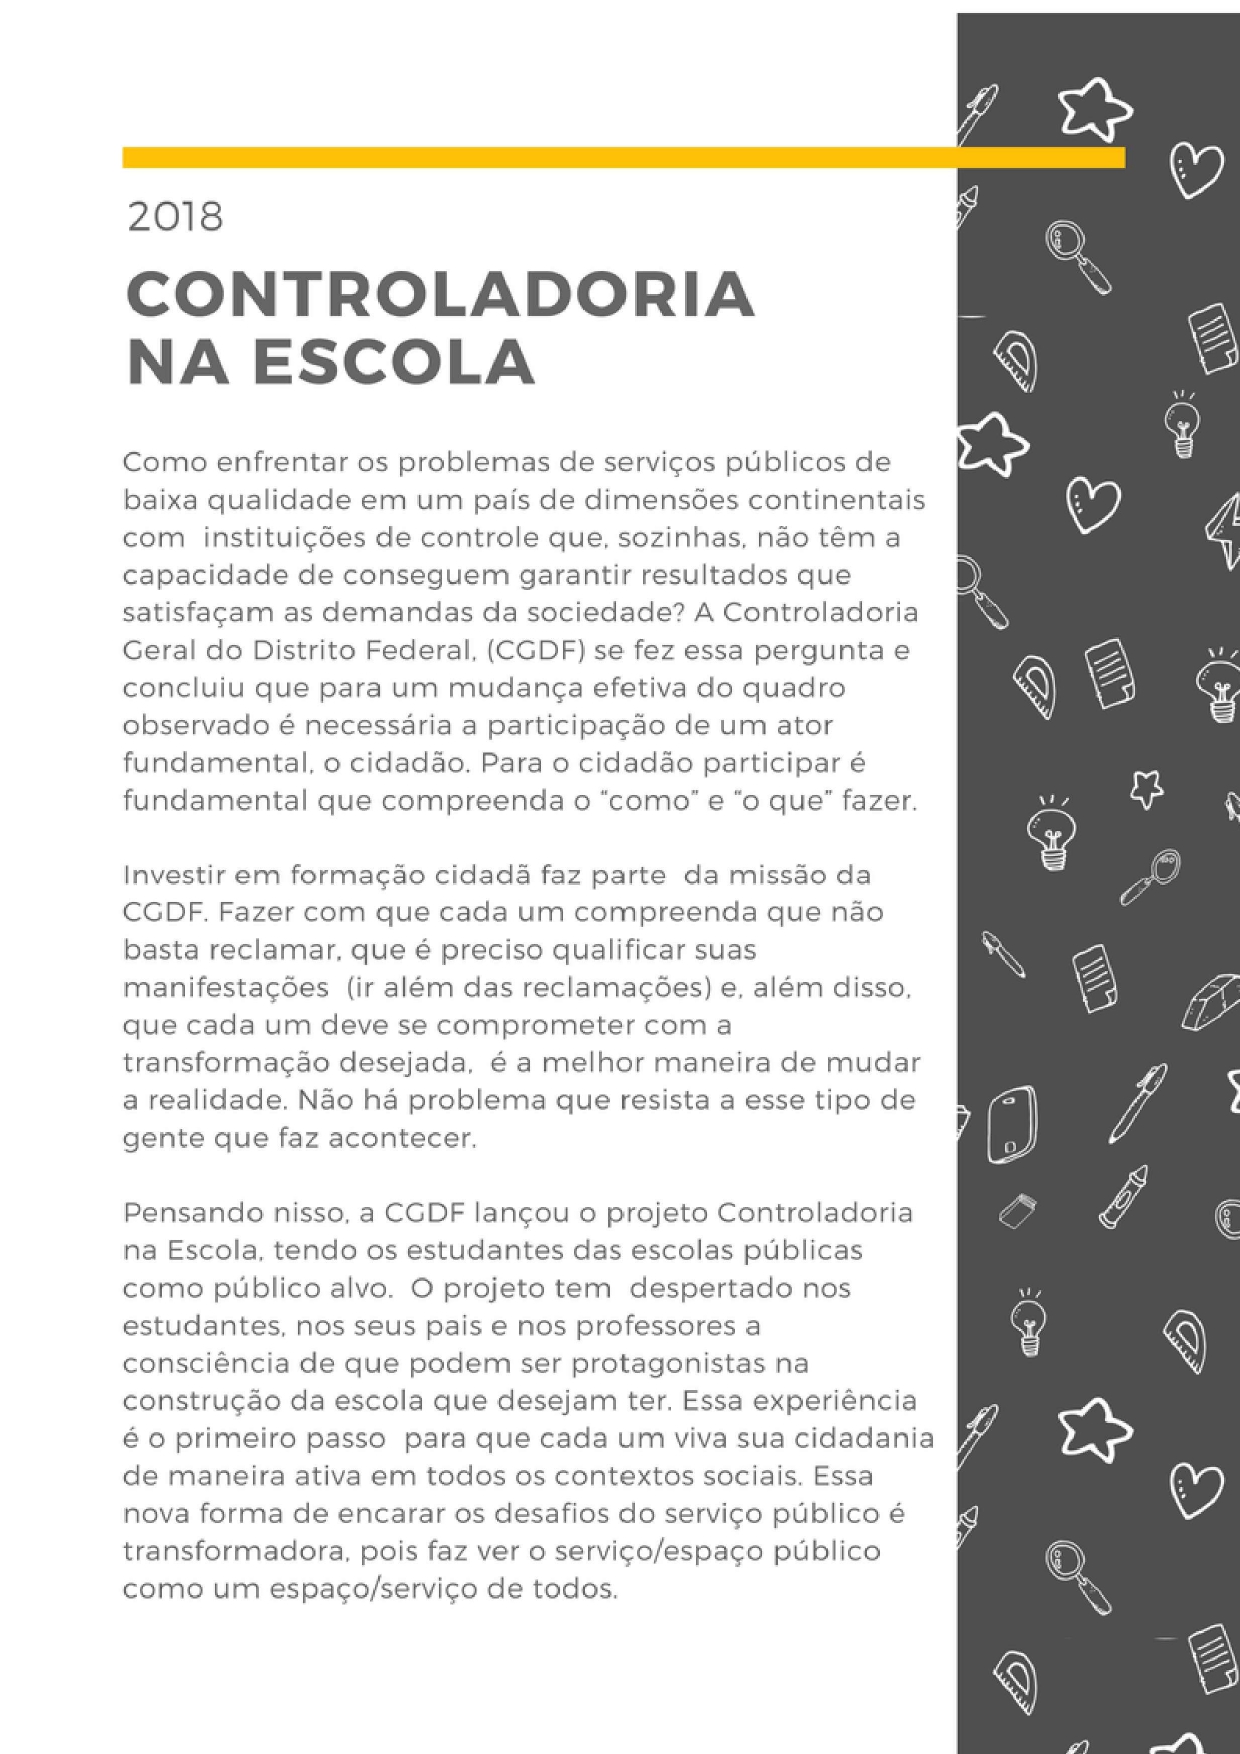 2018
CONTROLADORIA
NA ESCOLA
Como enfrentar os problemas de serviços públicos de
baixa qualidade em um país de dimensões continentais
com instituições de controle que, sozinhas, não têm a
capacidade de conseguem garantir resultados que
satisfaçam as demandas da sociedade? A Controladoria
Geral do Distrito Federal, (CGDF) se fez essa pergunta e
concluiu que para um mudança efetiva do quadro
observado é necessária a participação de um ator
fundamental, o cidadão. Para o cidadão participar é
fundamental que compreenda o “como” e “o que” fazer.
Investir em formação cidadã faz parte da missão da
CGDF. Fazer com que cada um compreenda que não
basta reclamar, que é preciso qualificar suas
manifestações (ir além das reclamações) e, além disso,
que cada um deve se comprometer com a
transformação desejada, é a melhor maneira de mudar
a realidade. Não há problema que resista a esse tipo de
gente que faz acontecer.
Pensando nisso, a CGDF lançou o projeto Controladoria
na Escola, tendo os estudantes das escolas públicas
como público alvo. O projeto tem despertado nos
estudantes, nos seus pais e nos professores a
consciência de que podem ser protagonistas na
construção da escola que desejam ter. Essa experiência
é o primeiro passo para que cada um viva sua cidadania
de maneira ativa em todos os contextos sociais. Essa
nova forma de encarar os desafios do serviço público é
transformadora, pois faz ver o serviço/espaço público
como um espaço/serviço de todos.